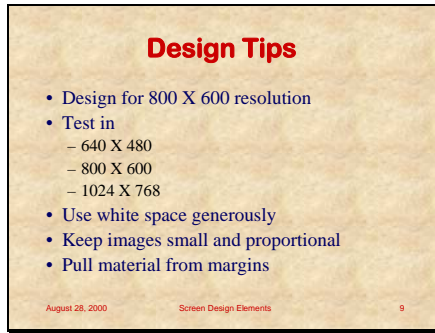 Design Tips
• Design for 800 X 600 resolution
• Test in
– 640 X 480
– 800 X 600
– 1024 X 768
• Use white space generously
• Keep images small and proportional
• Pull material from margins
August 28, 2000 Screen Design Elements 9